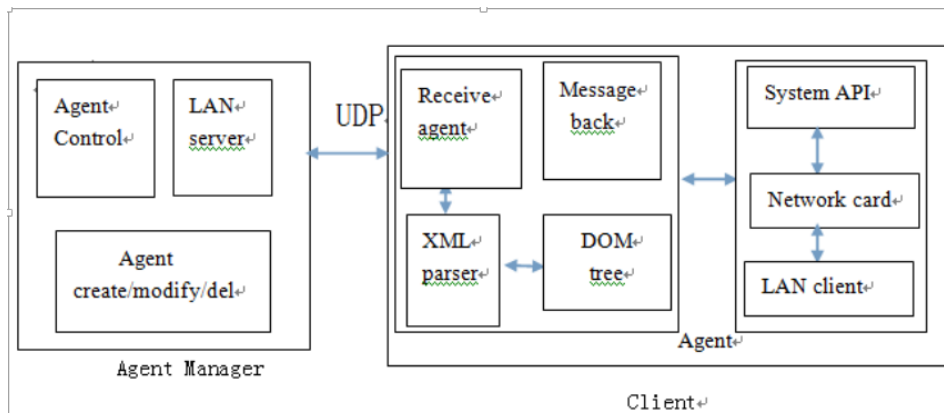 Agent
Control
LAN
server
Agent
create/modify/del
Agent Manager
UDP
Receive
agent
Message
back
XML
parser
DOM
tree
System API
Network card
LAN client
Agent
Client